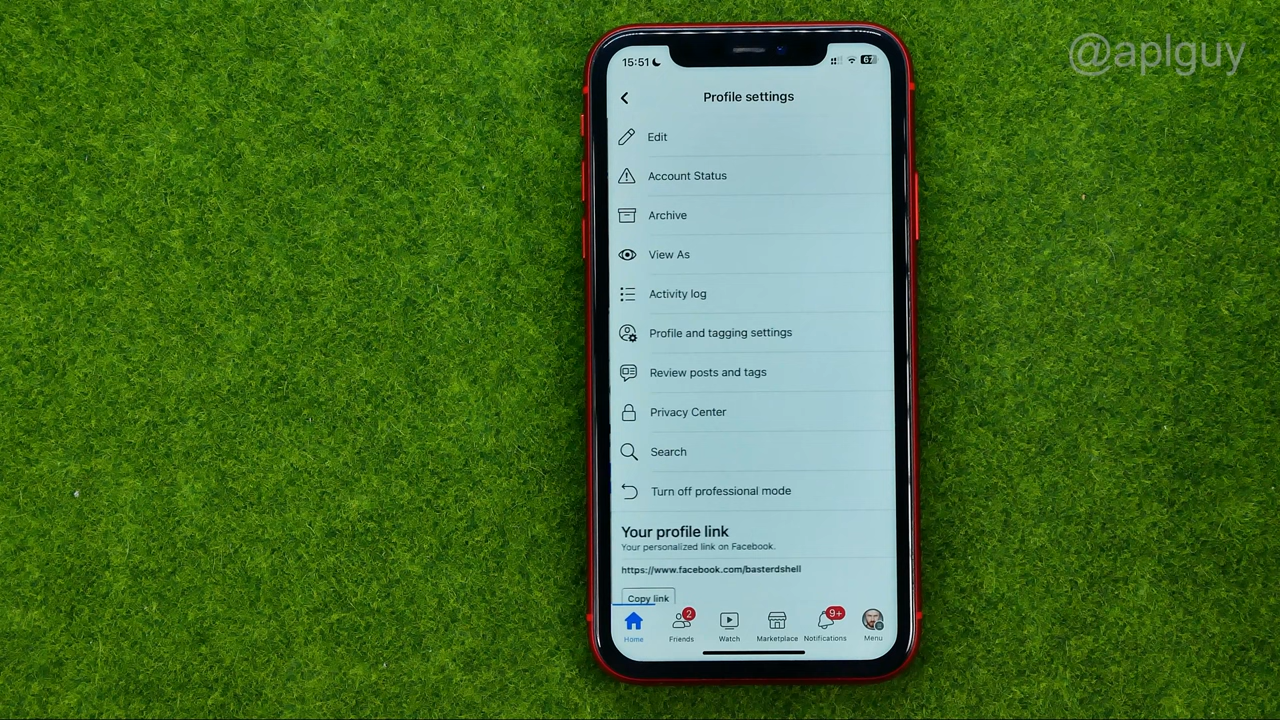 @aplguy
15:51
67
Profile settings
Edit
Account Status
Archive
View As
Activity log
Profile and tagging settings
Review posts and tags
Privacy Center
Search
Turn off professional mode
Your profile link
Your personalized link on Facebook.
https://www.facebook.com/basterdshell
Copy link
2
9+
Home
Friends
Watch
Marketplace
Notifications
Menu